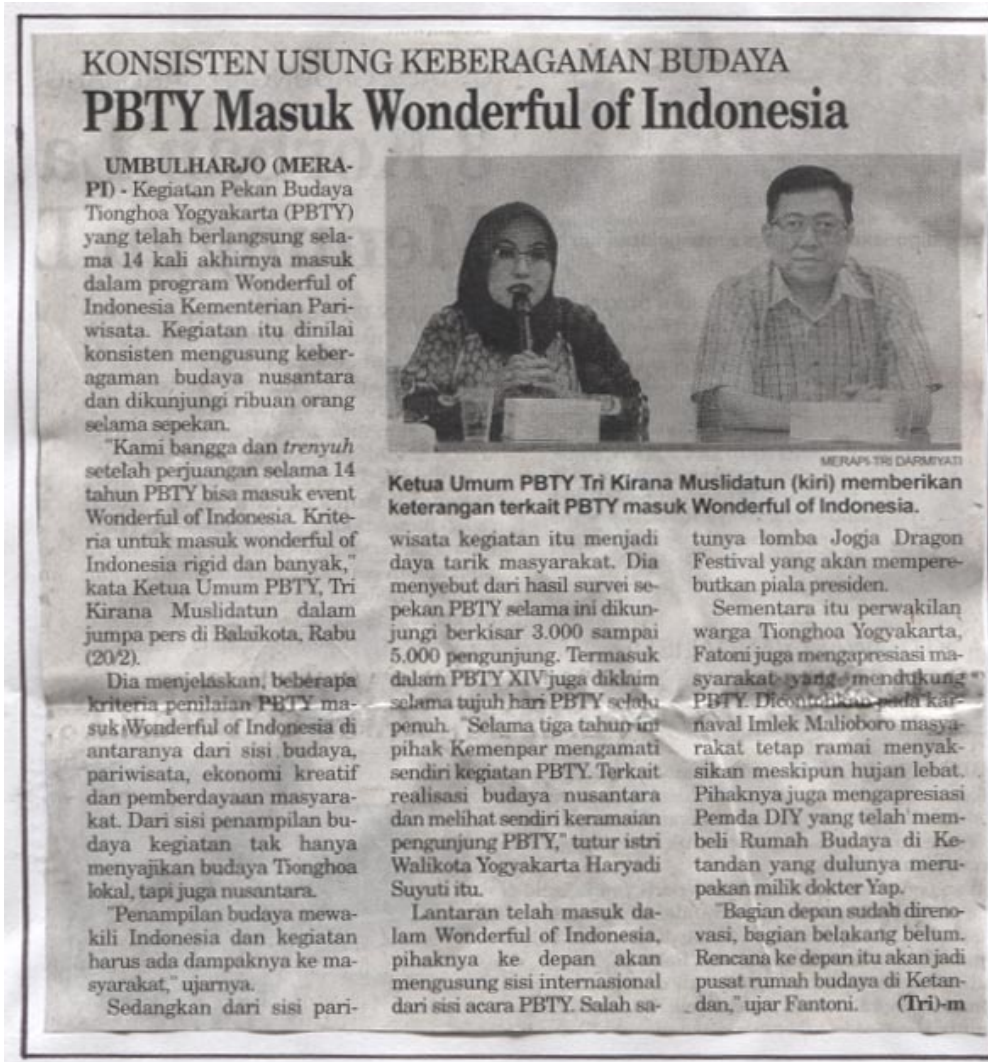 KONSISTEN USUNG KEBERAGAMAN BUDAYA
PBTY Masuk Wonderful of Indonesia
UMBULHARJO (MERA-
PI) - Kegiatan Pekan Budaya
Tionghoa Yogyakarta (PBTY)
yang telah berlangsung sela-
ma 14 kali akhirnya masuk
dalam program Wonderful of
Indonesia Kementerian Pari-
wisata. Kegiatan itu dinilai
konsisten mengusung keber-
agaman budaya nusantara
dan dikunjungi ribuan orang
selama sepekan.
"Kami bangga dan trenyuh
setelah perjuangan selama 14
tahun PBTY bisa masuk event
Wonderful of Indonesia. Krite-
ria untuk masuk wonderful of
Indonesia rigid dan banyak,"
kata Ketua Umum PBTY, Tri
Kirana Muslidatun dalam
jumpa pers di Balaikota, Rabu
(20/2).
Dia menjelaskan, beberapa
kriteria penilaian PBTY ma-
suk Wonderful of Indonesia di
antaranya dari sisi budaya,
pariwisata, ekonomi kreatif
dan pemberdayaan masyara-
kat. Dari sisi penampilan bu-
daya kegiatan tak hanya
menyajikan budaya Tionghoa
lokal, tapi juga nusantara.
"Penampilan budaya mewa-
kili Indonesia dan kegiatan
harus ada dampaknya ke ma-
syarakat," ujarnya.
Sedangkan dari sisi pari-
MERAPI-TRI DARMIYATI
Ketua Umum PBTY Tri Kirana Muslidatun (kiri) memberikan
keterangan terkait PBTY masuk Wonderful of Indonesia.
wisata kegiatan itu menjadi
daya tarik masyarakat. Dia
menyebut dari hasil survei se-
pekan PBTY selama ini dikun-
jungi berkisar 3.000 sampai
5.000 pengunjung. Termasuk
dalam PBTY XIV juga diklaim
selama tujuh hari PBTY selalu
penuh. "Selama tiga tahun ini
pihak Kemenpar mengamati
sendiri kegiatan PBTY. Terkait
realisasi budaya nusantara
dan melihat sendiri keramaian
pengunjung PBTY," tutur istri
Walikota Yogyakarta Haryadi
Suyuti itu.
Lantaran telah masuk da-
lam Wonderful of Indonesia,
pihaknya ke depan akan
mengusung sisi internasional
dari sisi acara PBTY. Salah sa-
tunya lomba Jogja Dragon
Festival yang akan mempere-
butkan piala presiden.
Sementara itu perwakilan
warga Tionghoa Yogyakarta,
Fatoni juga mengapresiasi ma-
syarakat yang mendukung
PBTY. Dicontohkan pada kar-
naval Imlek Malioboro masya-
rakat tetap ramai menyak-
sikan meskipun hujan lebat.
Pihaknya juga mengapresiasi
Pemda DIY yang telah mem-
beli Rumah Budaya di Ke-
tandan yang dulunya meru-
pakan milik dokter Yap.
"Bagian depan sudah direno-
vasi, bagian belakang belum.
Rencana ke depan itu akan jadi
pusat rumah budaya di Ketan-
dan," ujar Fantoni. (Tri)-m